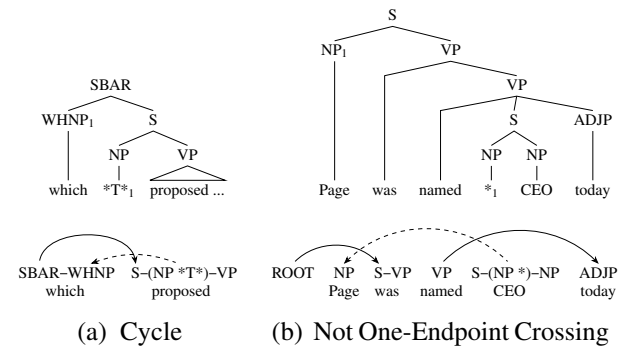 S
NP₁ VP
SBAR VP
WHNP₁ S S ADJP
NP VP NP NP
which *T*₁ proposed ... Page was named *₁ CEO today
SBAR–WHNP S–(NP *T*)–VP ROOT NP S–VP VP S–(NP *)–NP ADJP
which proposed Page was named CEO today
(a) Cycle (b) Not One-Endpoint Crossing